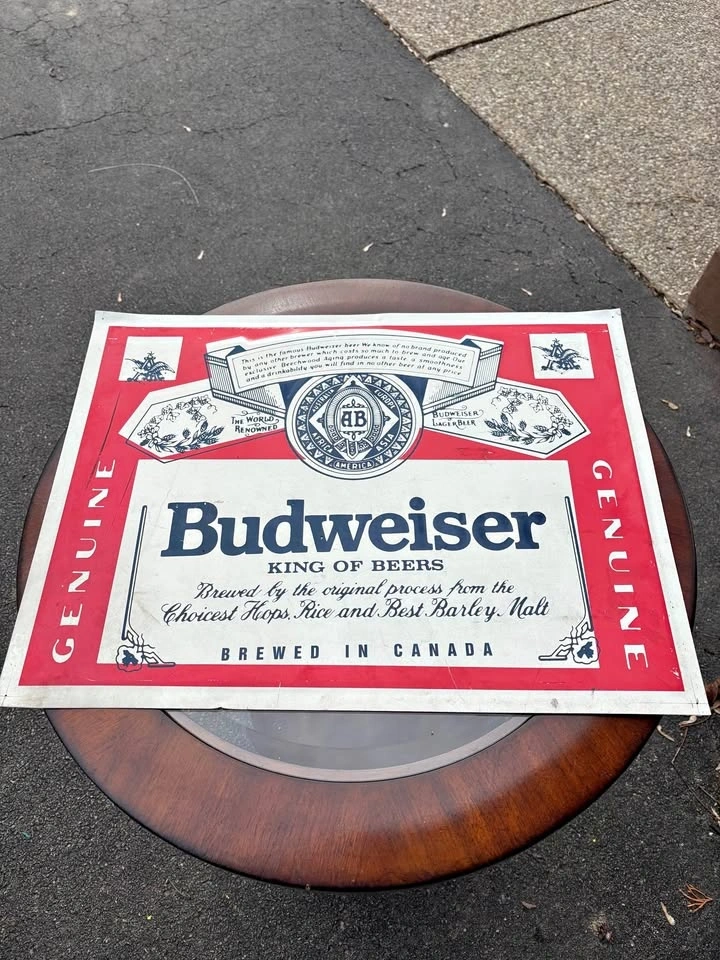 This is the famous Budweiser beer We know of no brand produced
by any other brewer which costs so much to brew and age Our
exclusive Beechwood Aging produces a taste, a smoothness
and a drinkability you will find in no other beer at any price
THE WORLD
RENOWNED
BUDWEISER
LAGER BEER
EUROPE
AFRICA
ASIA
AMERICA
AB
GENUINE
GENUINE
Budweiser
KING OF BEERS
Brewed by the original process from the
Choicest Hops, Rice and Best Barley Malt
BREWED IN CANADA